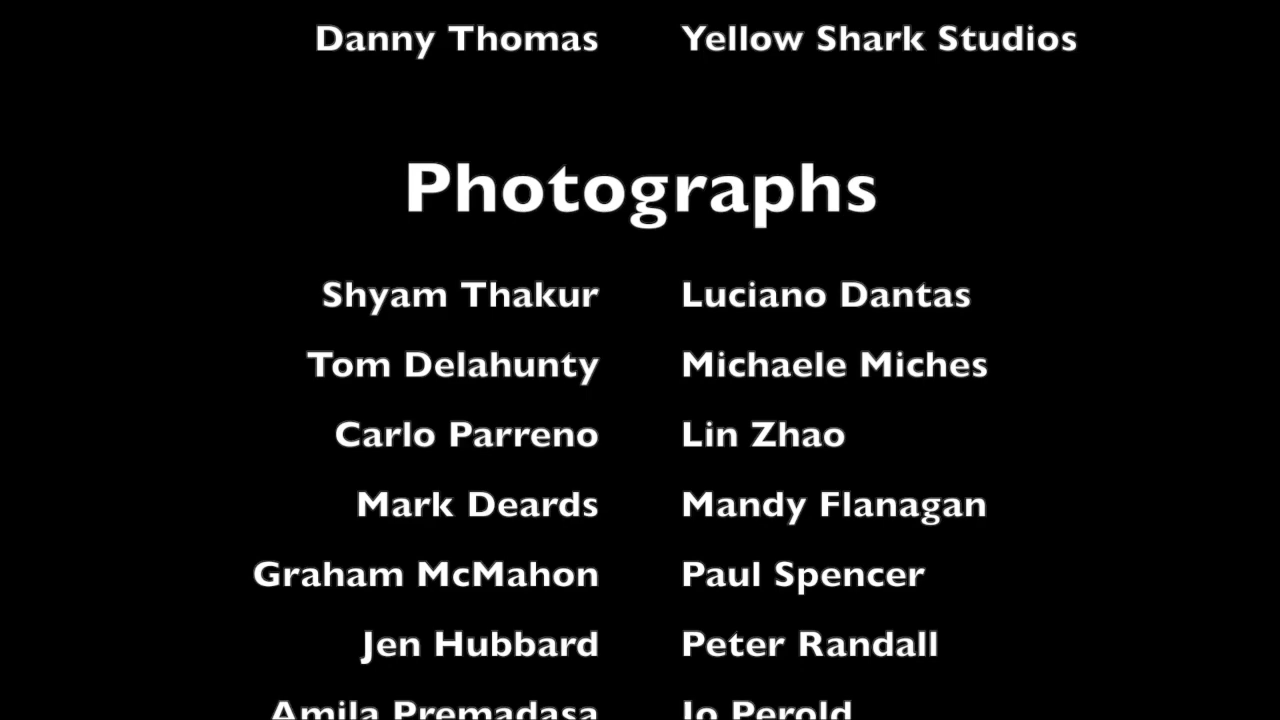 Danny Thomas Yellow Shark Studios
Photographs
Shyam Thakur Luciano Dantas
Tom Delahunty Michaele Miches
Carlo Parreno Lin Zhao
Mark Deards Mandy Flanagan
Graham McMahon Paul Spencer
Jen Hubbard Peter Randall
Amila Premadasa Jo Perold